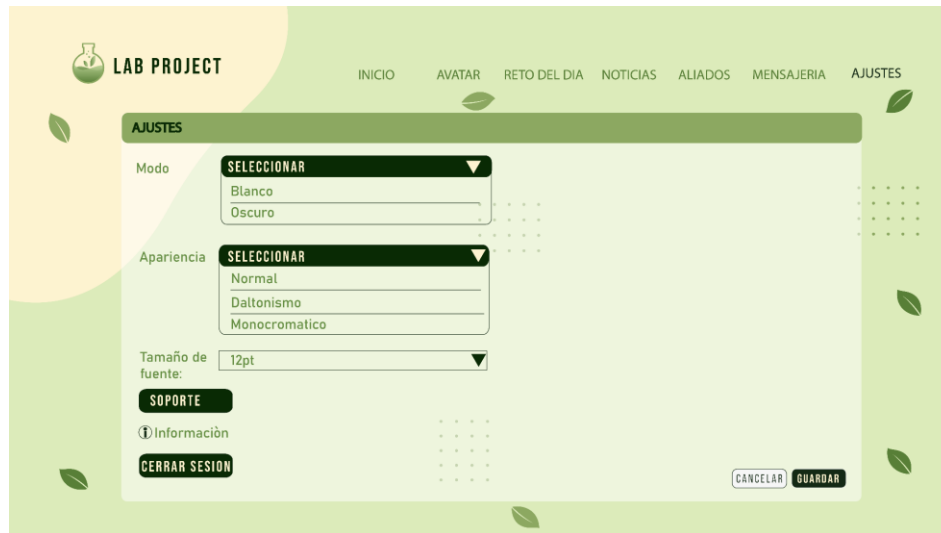 LAB PROJECT
INICIO AVATAR RETO DEL DIA NOTICIAS ALIADOS MENSAJERIA AJUSTES
AJUSTES
Modo
SELECCIONAR
Blanco
Oscuro
Apariencia
SELECCIONAR
Normal
Daltonismo
Monocromatico
Tamaño de
fuente:
12pt
SOPORTE
Informaciòn
CERRAR SESION
CANCELAR GUARDAR